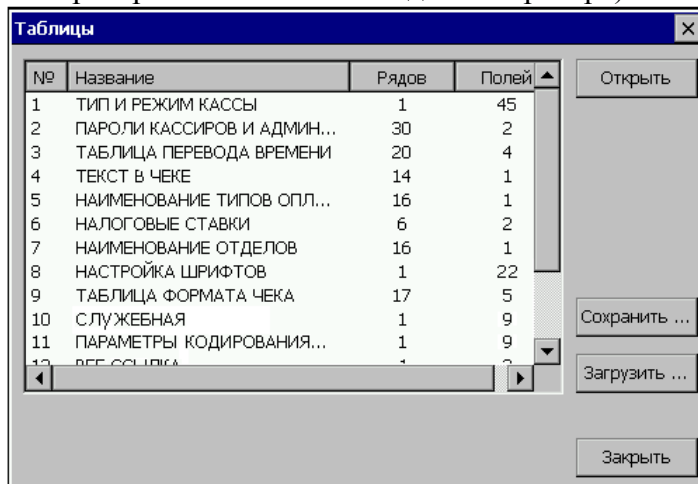 Таблицы
№ Название Рядов Полей Открыть
1 ТИП И РЕЖИМ КАССЫ 1 45
2 ПАРОЛИ КАССИРОВ И АДМИН... 30 2
3 ТАБЛИЦА ПЕРЕВОДА ВРЕМЕНИ 20 4
4 ТЕКСТ В ЧЕКЕ 14 1
5 НАИМЕНОВАНИЕ ТИПОВ ОПЛ... 16 1
6 НАЛОГОВЫЕ СТАВКИ 6 2
7 НАИМЕНОВАНИЕ ОТДЕЛОВ 16 1
8 НАСТРОЙКА ШРИФТОВ 1 22
9 ТАБЛИЦА ФОРМАТА ЧЕКА 17 5
10 СЛУЖЕБНАЯ 1 9
Сохранить ...
11 ПАРАМЕТРЫ КОДИРОВАНИЯ... 1 9
Загрузить ...
Закрыть